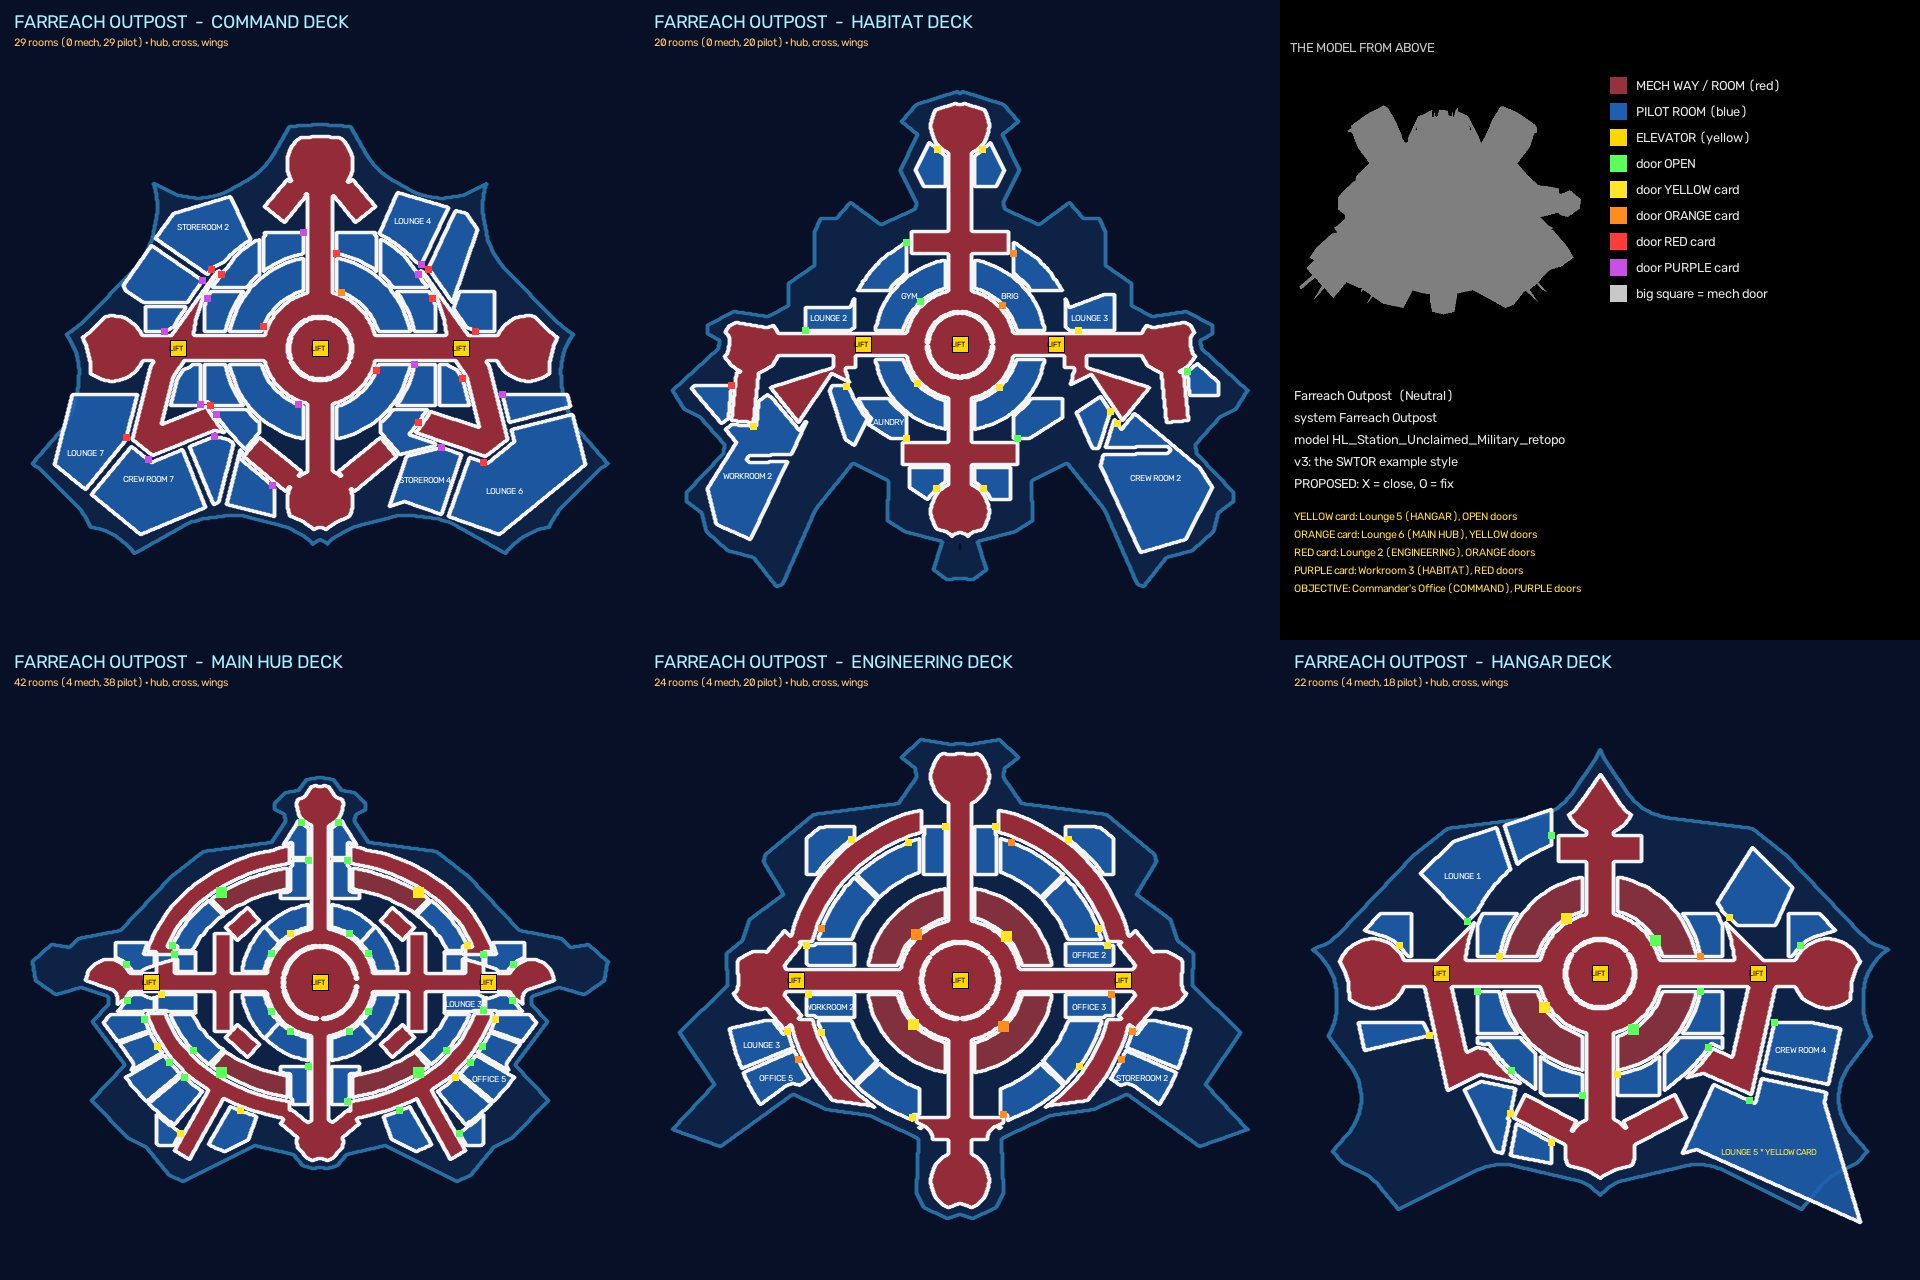 FARREACH OUTPOST - COMMAND DECK
29 rooms (0 mech, 29 pilot) • hub, cross, wings
STOREROOM 2
LOUNGE 4
LIFT
LIFT
LIFT
LOUNGE 7
CREW ROOM 7
STOREROOM 4
LOUNGE 6
FARREACH OUTPOST - HABITAT DECK
20 rooms (0 mech, 20 pilot) • hub, cross, wings
GYM
BRIG
LOUNGE 2
LOUNGE 3
LIFT
LIFT
LIFT
LAUNDRY
WORKROOM 2
CREW ROOM 2
THE MODEL FROM ABOVE
MECH WAY / ROOM (red)
PILOT ROOM (blue)
ELEVATOR (yellow)
door OPEN
door YELLOW card
door ORANGE card
door RED card
door PURPLE card
big square = mech door
Farreach Outpost (Neutral)
system Farreach Outpost
model HL_Station_Unclaimed_Military_retopo
v3: the SWTOR example style
PROPOSED: X = close, O = fix
YELLOW card: Lounge 5 (HANGAR), OPEN doors
ORANGE card: Lounge 6 (MAIN HUB), YELLOW doors
RED card: Lounge 2 (ENGINEERING), ORANGE doors
PURPLE card: Workroom 3 (HABITAT), RED doors
OBJECTIVE: Commander's Office (COMMAND), PURPLE doors
FARREACH OUTPOST - MAIN HUB DECK
42 rooms (4 mech, 38 pilot) • hub, cross, wings
LIFT
LIFT
LIFT
LOUNGE 3
OFFICE 5
FARREACH OUTPOST - ENGINEERING DECK
24 rooms (4 mech, 20 pilot) • hub, cross, wings
OFFICE 2
LIFT
LIFT
LIFT
WORKROOM 2
OFFICE 3
LOUNGE 3
OFFICE 5
STOREROOM 2
FARREACH OUTPOST - HANGAR DECK
22 rooms (4 mech, 18 pilot) • hub, cross, wings
LOUNGE 1
LIFT
LIFT
LIFT
CREW ROOM 4
LOUNGE 5 * YELLOW CARD